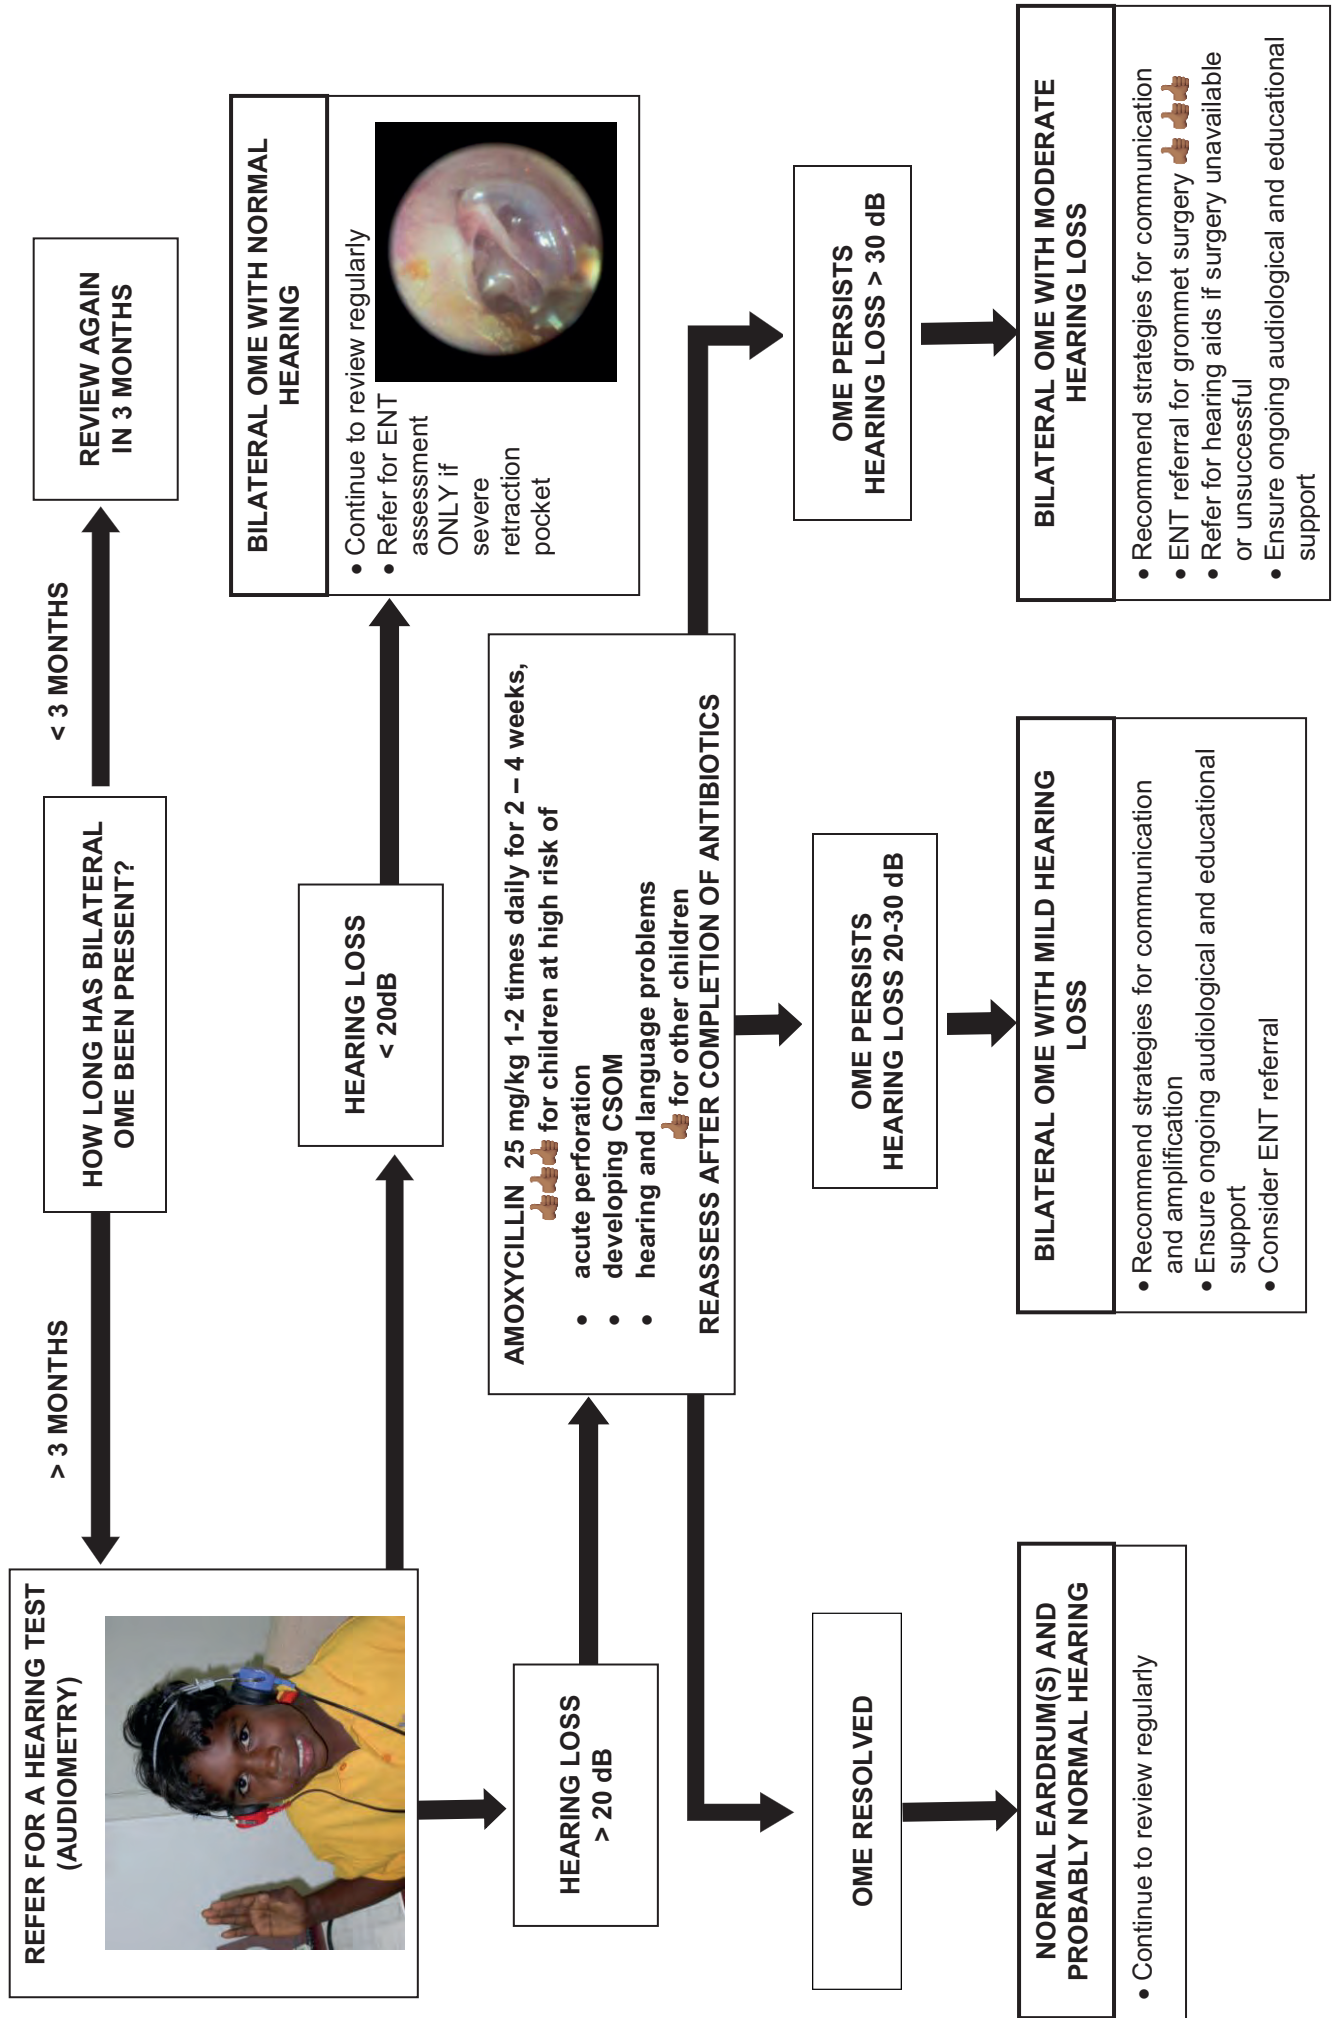 HOW LONG HAS BILATERAL
OME BEEN PRESENT?
> 3 MONTHS
< 3 MONTHS
REFER FOR A HEARING TEST
(AUDIOMETRY)
REVIEW AGAIN
IN 3 MONTHS
HEARING LOSS
< 20dB
BILATERAL OME WITH NORMAL
HEARING
• Continue to review regularly
• Refer for ENT
assessment
ONLY if
severe
retraction
pocket
HEARING LOSS
> 20 dB
AMOXYCILLIN 25 mg/kg 1-2 times daily for 2 – 4 weeks,
👍🏾👍🏾👍🏾 for children at high risk of
• acute perforation
• developing CSOM
• hearing and language problems
👍🏾 for other children
REASSESS AFTER COMPLETION OF ANTIBIOTICS
OME RESOLVED
OME PERSISTS
HEARING LOSS 20-30 dB
OME PERSISTS
HEARING LOSS > 30 dB
NORMAL EARDRUM(S) AND
PROBABLY NORMAL HEARING
• Continue to review regularly
BILATERAL OME WITH MILD HEARING
LOSS
• Recommend strategies for communication
and amplification
• Ensure ongoing audiological and educational
support
• Consider ENT referral
BILATERAL OME WITH MODERATE
HEARING LOSS
• Recommend strategies for communication
• ENT referral for grommet surgery 👍🏾👍🏾👍🏾
• Refer for hearing aids if surgery unavailable
or unsuccessful
• Ensure ongoing audiological and educational
support